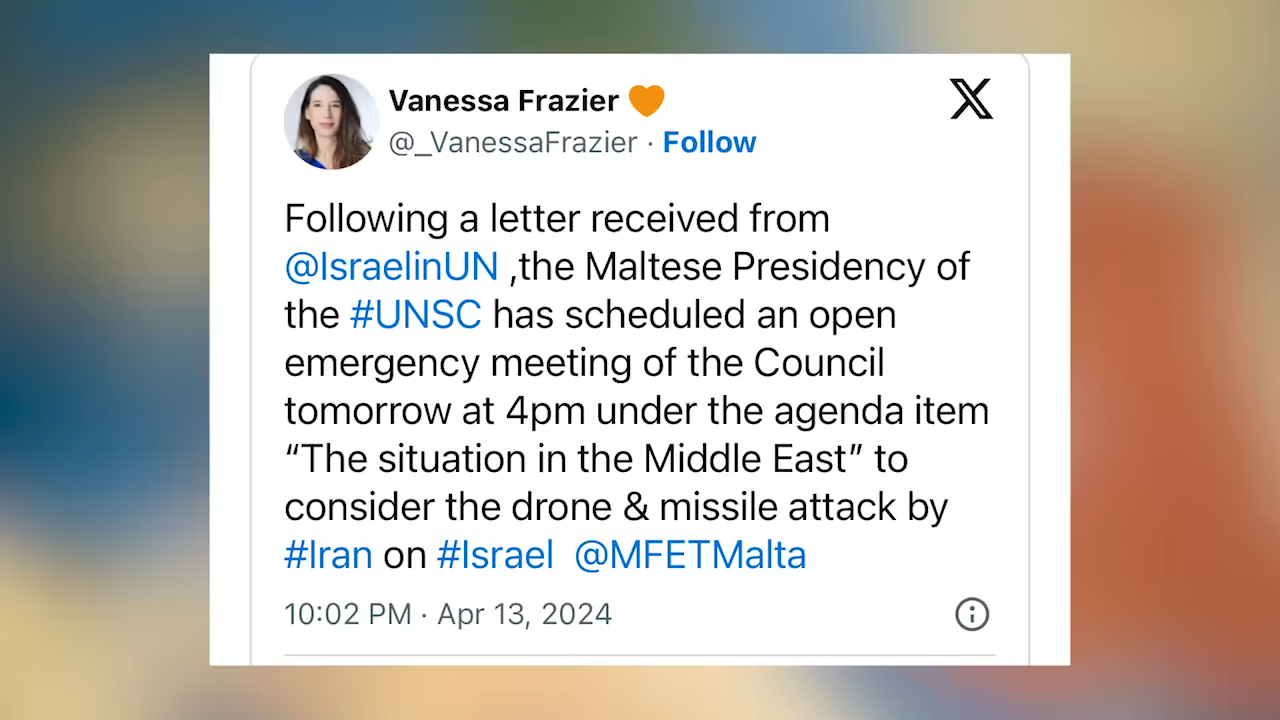 Vanessa Frazier 🧡
@_VanessaFrazier · Follow
Following a letter received from
@IsraelinUN ,the Maltese Presidency of
the #UNSC has scheduled an open
emergency meeting of the Council
tomorrow at 4pm under the agenda item
“The situation in the Middle East” to
consider the drone & missile attack by
#Iran on #Israel  @MFETMalta
10:02 PM · Apr 13, 2024